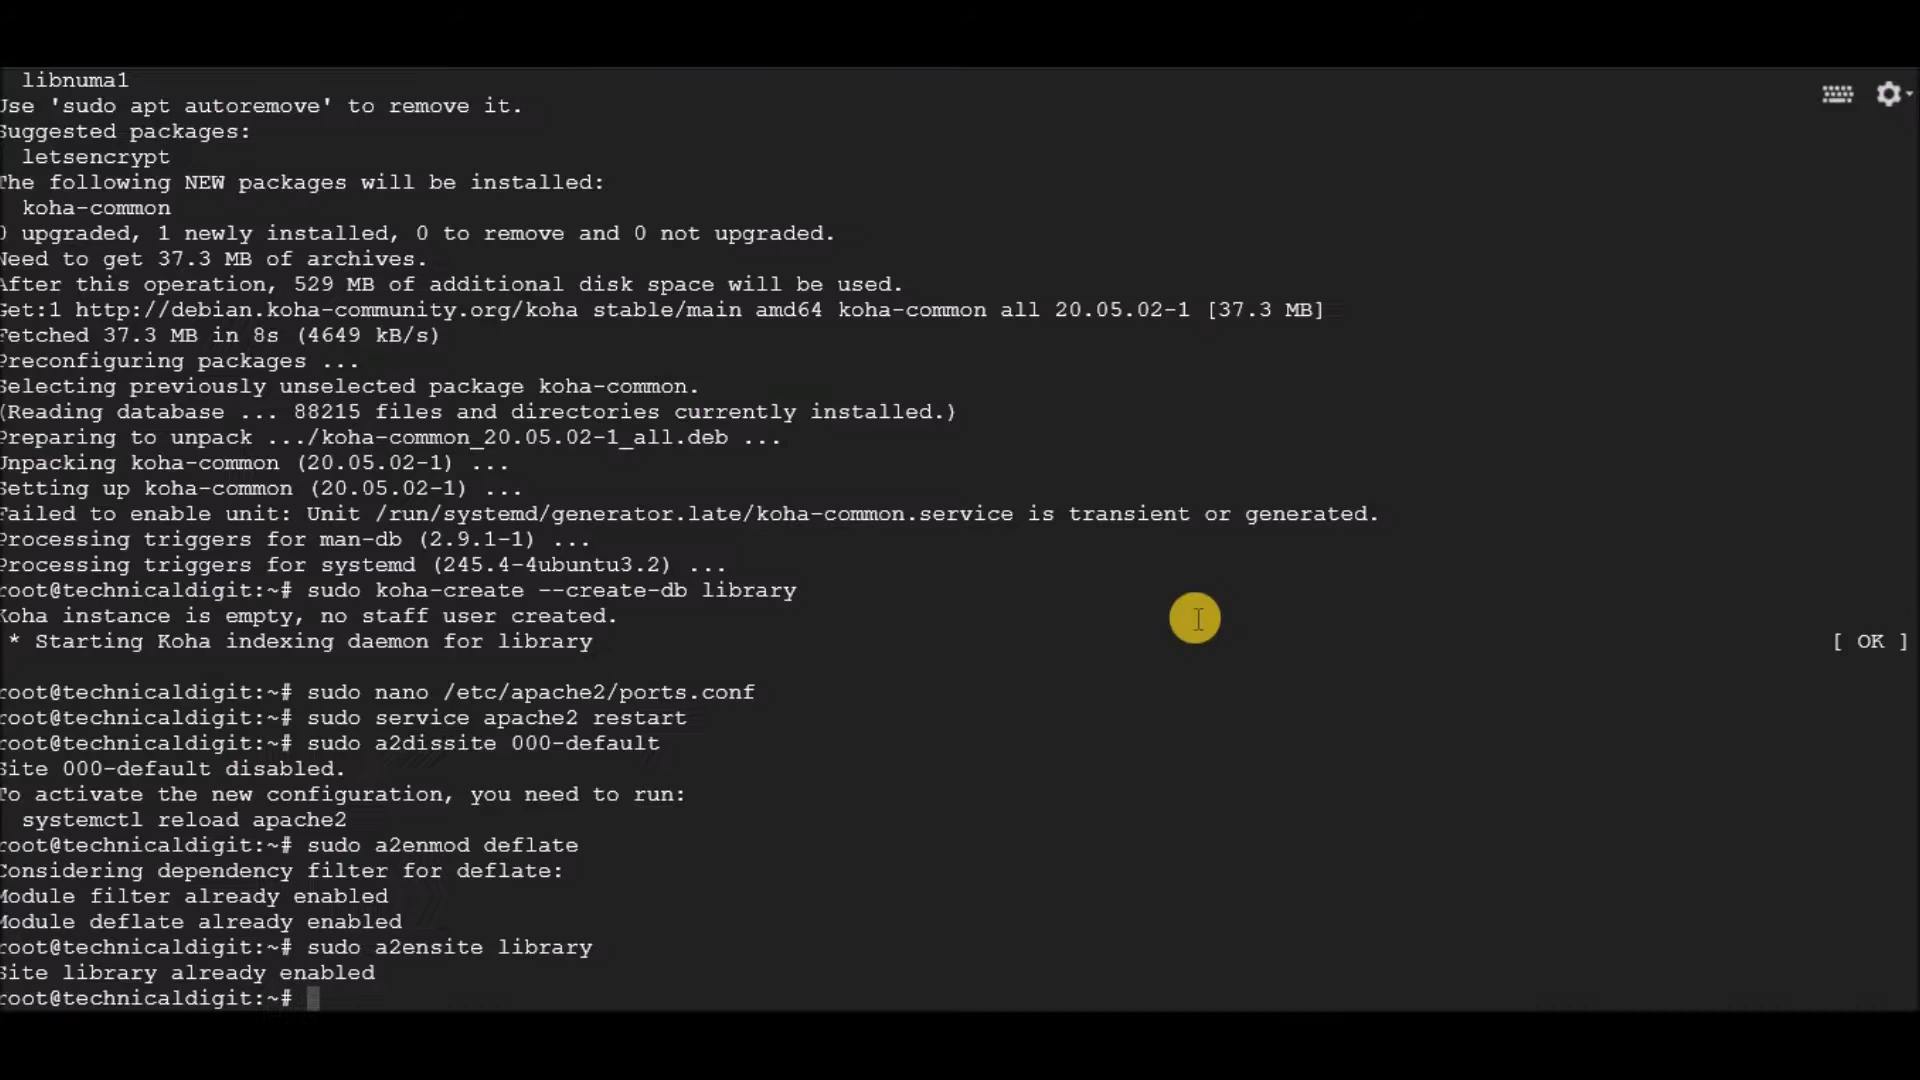 libnuma1
Use 'sudo apt autoremove' to remove it.
Suggested packages:
letsencrypt
The following NEW packages will be installed:
koha-common
0 upgraded, 1 newly installed, 0 to remove and 0 not upgraded.
Need to get 37.3 MB of archives.
After this operation, 529 MB of additional disk space will be used.
Get:1 http://debian.koha-community.org/koha stable/main amd64 koha-common all 20.05.02-1 [37.3 MB]
Fetched 37.3 MB in 8s (4649 kB/s)
Preconfiguring packages ...
Selecting previously unselected package koha-common.
(Reading database ... 88215 files and directories currently installed.)
Preparing to unpack .../koha-common_20.05.02-1_all.deb ...
Unpacking koha-common (20.05.02-1) ...
Setting up koha-common (20.05.02-1) ...
Failed to enable unit: Unit /run/systemd/generator.late/koha-common.service is transient or generated.
Processing triggers for man-db (2.9.1-1) ...
Processing triggers for systemd (245.4-4ubuntu3.2) ...
root@technicaldigit:~# sudo koha-create --create-db library
Koha instance is empty, no staff user created.
* Starting Koha indexing daemon for library [ OK ]
root@technicaldigit:~# sudo nano /etc/apache2/ports.conf
root@technicaldigit:~# sudo service apache2 restart
root@technicaldigit:~# sudo a2dissite 000-default
Site 000-default disabled.
To activate the new configuration, you need to run:
systemctl reload apache2
root@technicaldigit:~# sudo a2enmod deflate
Considering dependency filter for deflate:
Module filter already enabled
Module deflate already enabled
root@technicaldigit:~# sudo a2ensite library
Site library already enabled
root@technicaldigit:~#